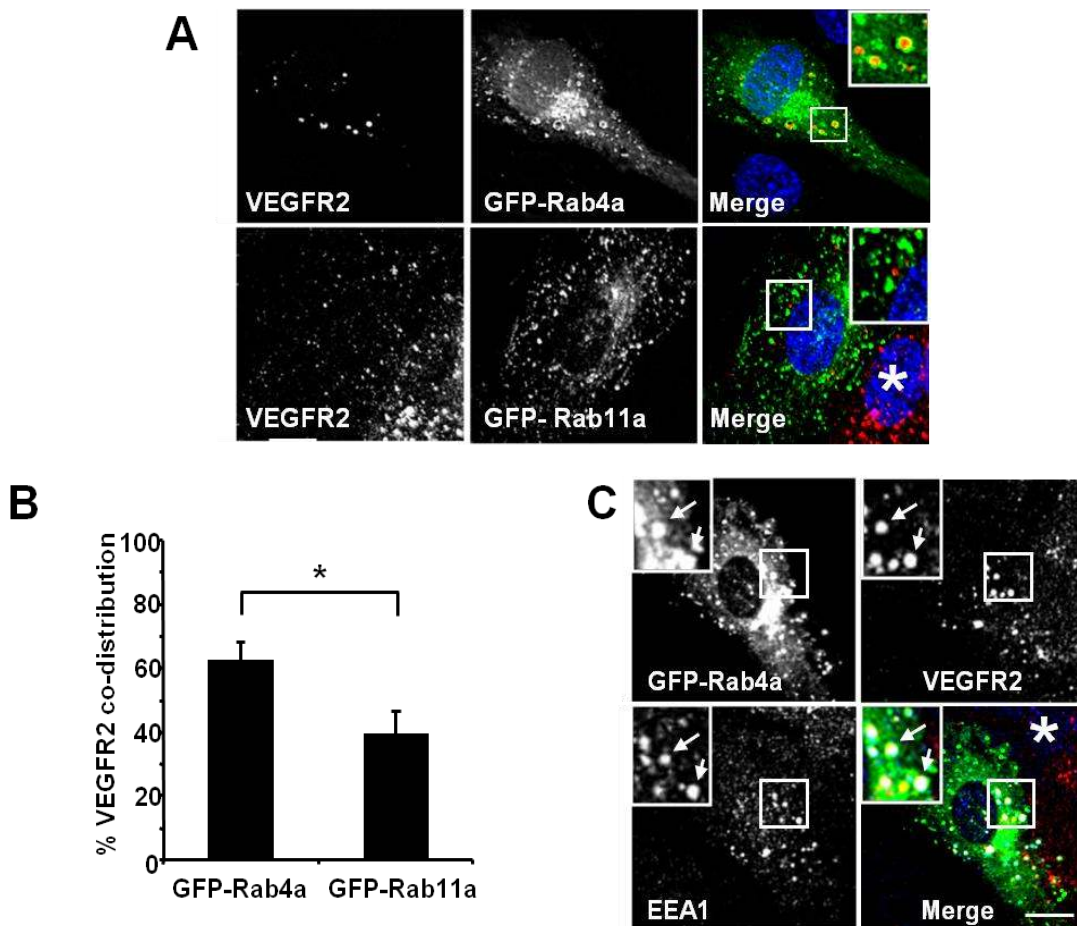 A
VEGFR2
GFP-Rab4a
Merge
VEGFR2
GFP- Rab11a
Merge
*
B
% VEGFR2 co-distribution
100
80
60
40
20
0
*
GFP-Rab4a
GFP-Rab11a
C
GFP-Rab4a
VEGFR2
EEA1
Merge
*